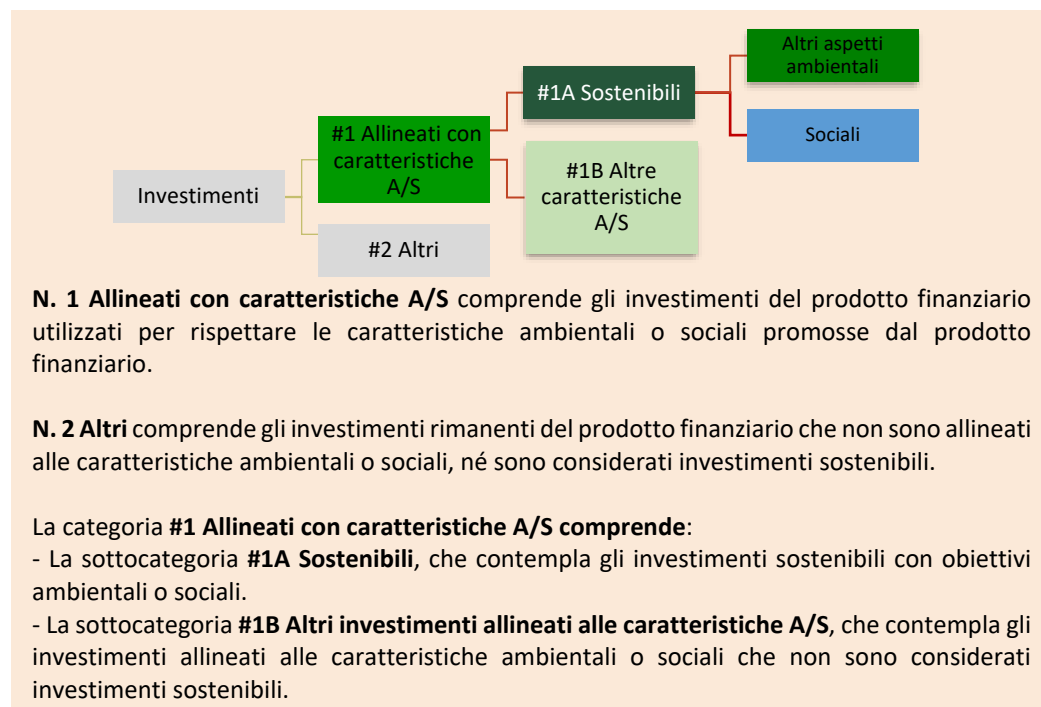 Altri aspetti
ambientali
#1A Sostenibili
Sociali
#1 Allineati con
caratteristiche
A/S
#1B Altre
caratteristiche
A/S
Investimenti
#2 Altri
N. 1 Allineati con caratteristiche A/S comprende gli investimenti del prodotto finanziario
utilizzati per rispettare le caratteristiche ambientali o sociali promosse dal prodotto
finanziario.
N. 2 Altri comprende gli investimenti rimanenti del prodotto finanziario che non sono allineati
alle caratteristiche ambientali o sociali, né sono considerati investimenti sostenibili.
La categoria #1 Allineati con caratteristiche A/S comprende:
- La sottocategoria #1A Sostenibili, che contempla gli investimenti sostenibili con obiettivi
ambientali o sociali.
- La sottocategoria #1B Altri investimenti allineati alle caratteristiche A/S, che contempla gli
investimenti allineati alle caratteristiche ambientali o sociali che non sono considerati
investimenti sostenibili.